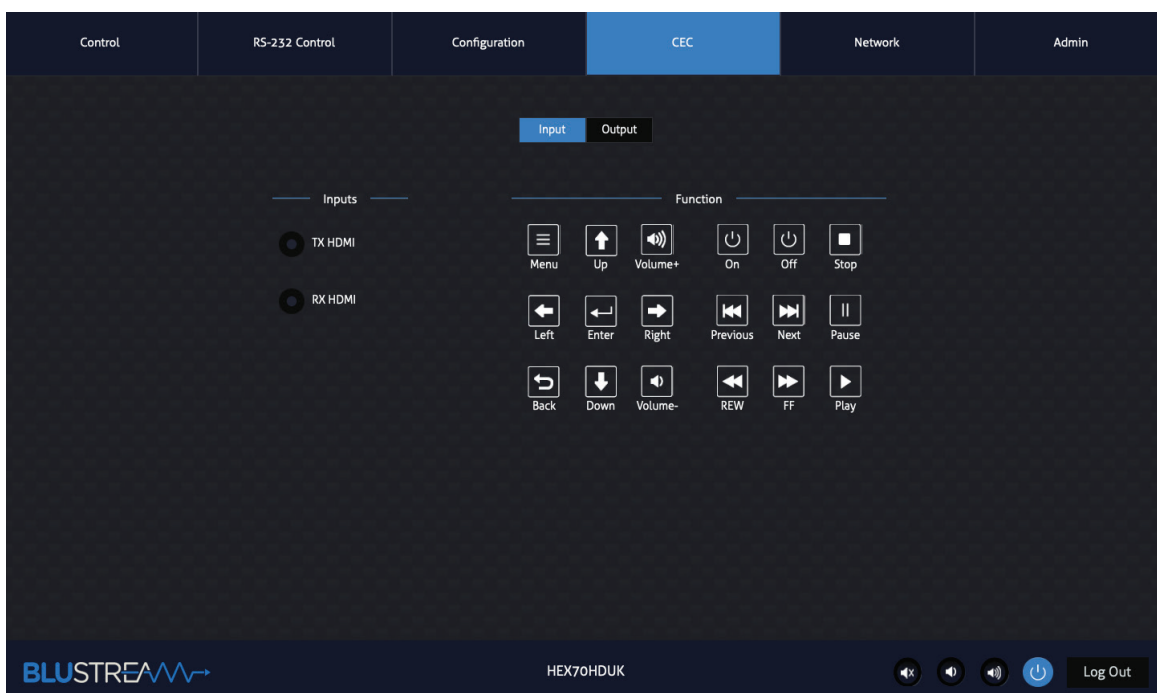 Control RS-232 Control Configuration CEC Network Admin
Input Output
Inputs Function
TX HDMI
Menu Up Volume+ On Off Stop
RX HDMI
Left Enter Right Previous Next Pause
Back Down Volume- REW FF Play
BLUSTREAM HEX70HDUK Log Out